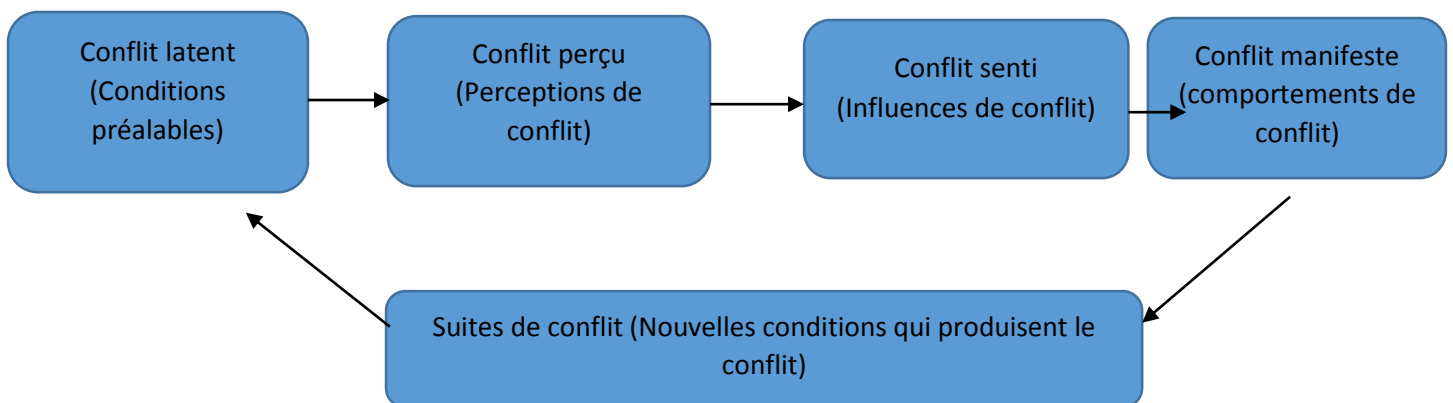 Conflit latent
(Conditions
préalables)
Conflit perçu
(Perceptions de
conflit)
Conflit senti
(Influences de conflit)
Conflit manifeste
(comportements de
conflit)
Suites de conflit (Nouvelles conditions qui produisent le
conflit)